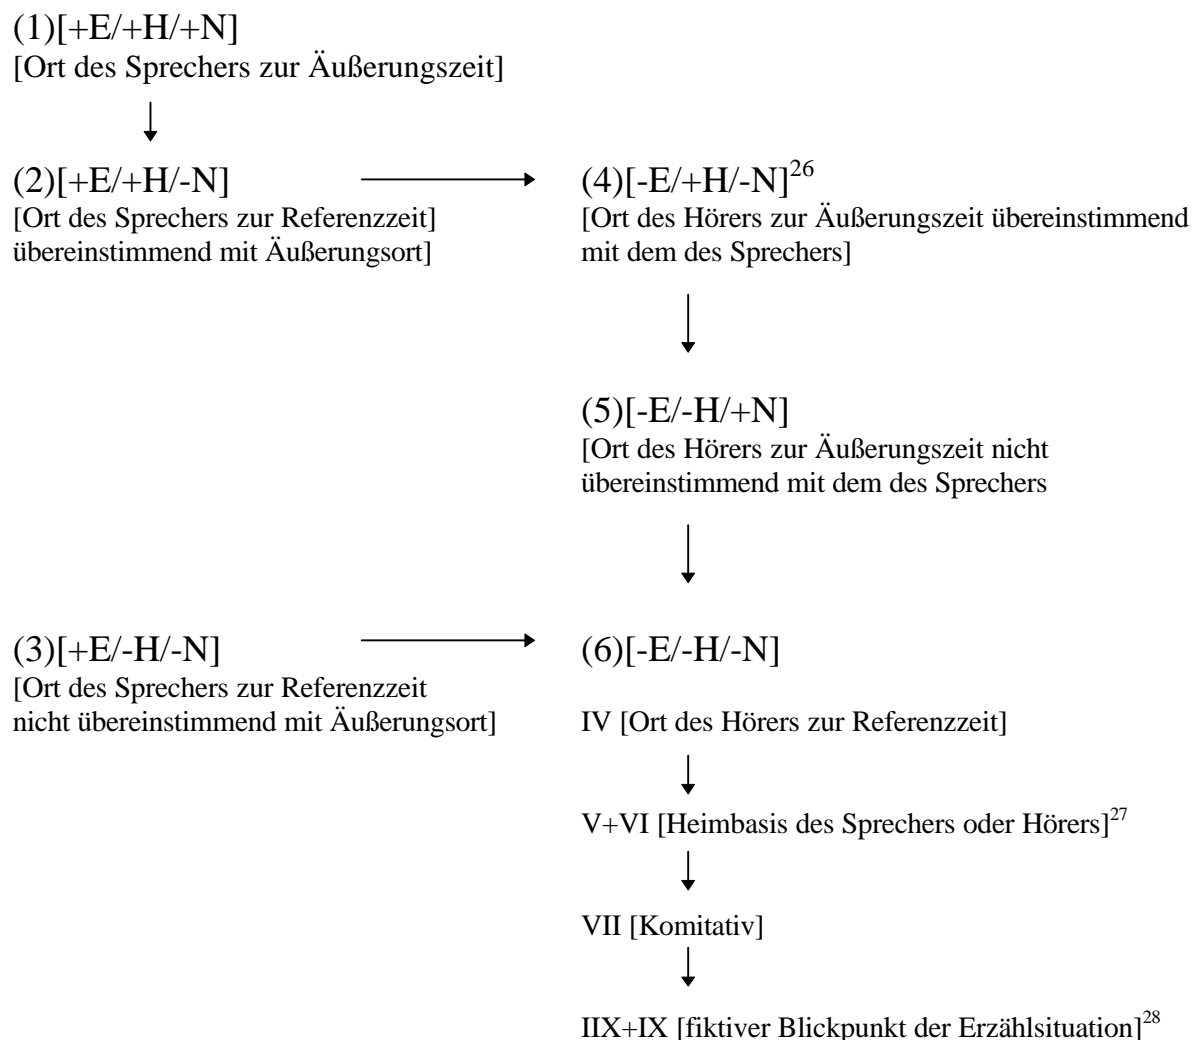 (1)[+E/+H/+N]
[Ort des Sprechers zur Äußerungszeit]
(2)[+E/+H/-N]
[Ort des Sprechers zur Referenzzeit]
übereinstimmend mit Äußerungsort]
(4)[-E/+H/-N]26
[Ort des Hörers zur Äußerungszeit übereinstimmend
mit dem des Sprechers]
(5)[-E/-H/+N]
[Ort des Hörers zur Äußerungszeit nicht
übereinstimmend mit dem des Sprechers
(3)[+E/-H/-N]
[Ort des Sprechers zur Referenzzeit
nicht übereinstimmend mit Äußerungsort]
(6)[-E/-H/-N]
IV [Ort des Hörers zur Referenzzeit]
V+VI [Heimbasis des Sprechers oder Hörers]27
VII [Komitativ]
IIX+IX [fiktiver Blickpunkt der Erzählsituation]28